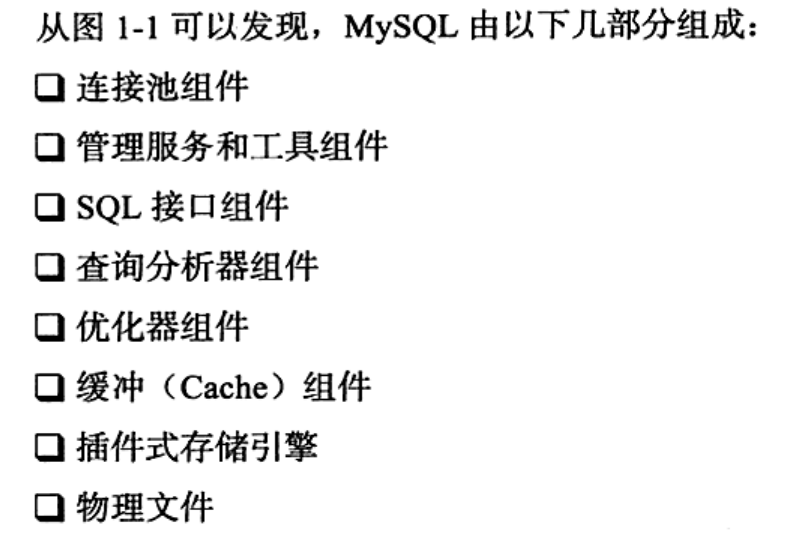 从图 1-1 可以发现，MySQL 由以下几部分组成：
❑ 连接池组件
❑ 管理服务和工具组件
❑ SQL 接口组件
❑ 查询分析器组件
❑ 优化器组件
❑ 缓冲（Cache）组件
❑ 插件式存储引擎
❑ 物理文件